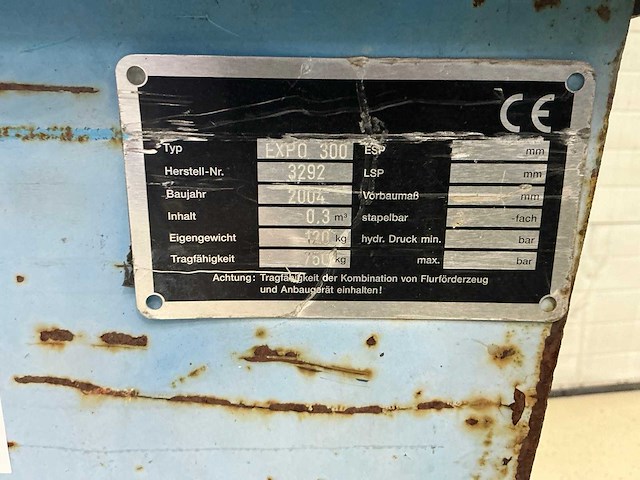 CE
Typ EXPO 300 ESP mm
Herstell-Nr. 3292 LSP mm
Baujahr 2004 Vorbaumaß mm
Inhalt 0.3 m³ stapelbar -fach
Eigengewicht kg hydr. Druck min. bar
Tragfähigkeit 750 kg max. bar
Achtung: Tragfähigkeit der Kombination von Flurförderzeug
und Anbaugerät einhalten!